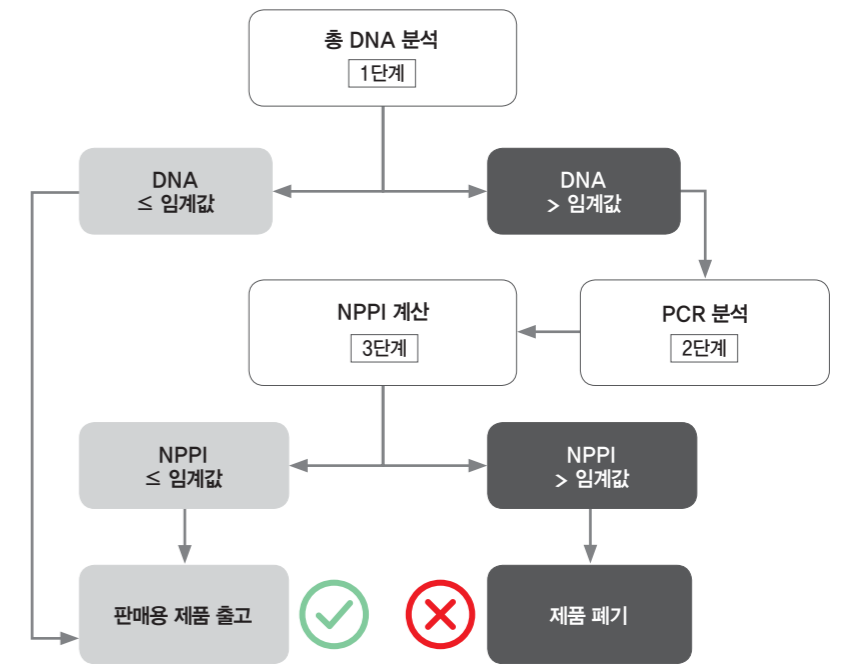 총 DNA 분석
1단계
DNA
≤ 임계값
DNA
> 임계값
NPPI 계산
3단계
PCR 분석
2단계
NPPI
≤ 임계값
NPPI
> 임계값
판매용 제품 출고
제품 폐기